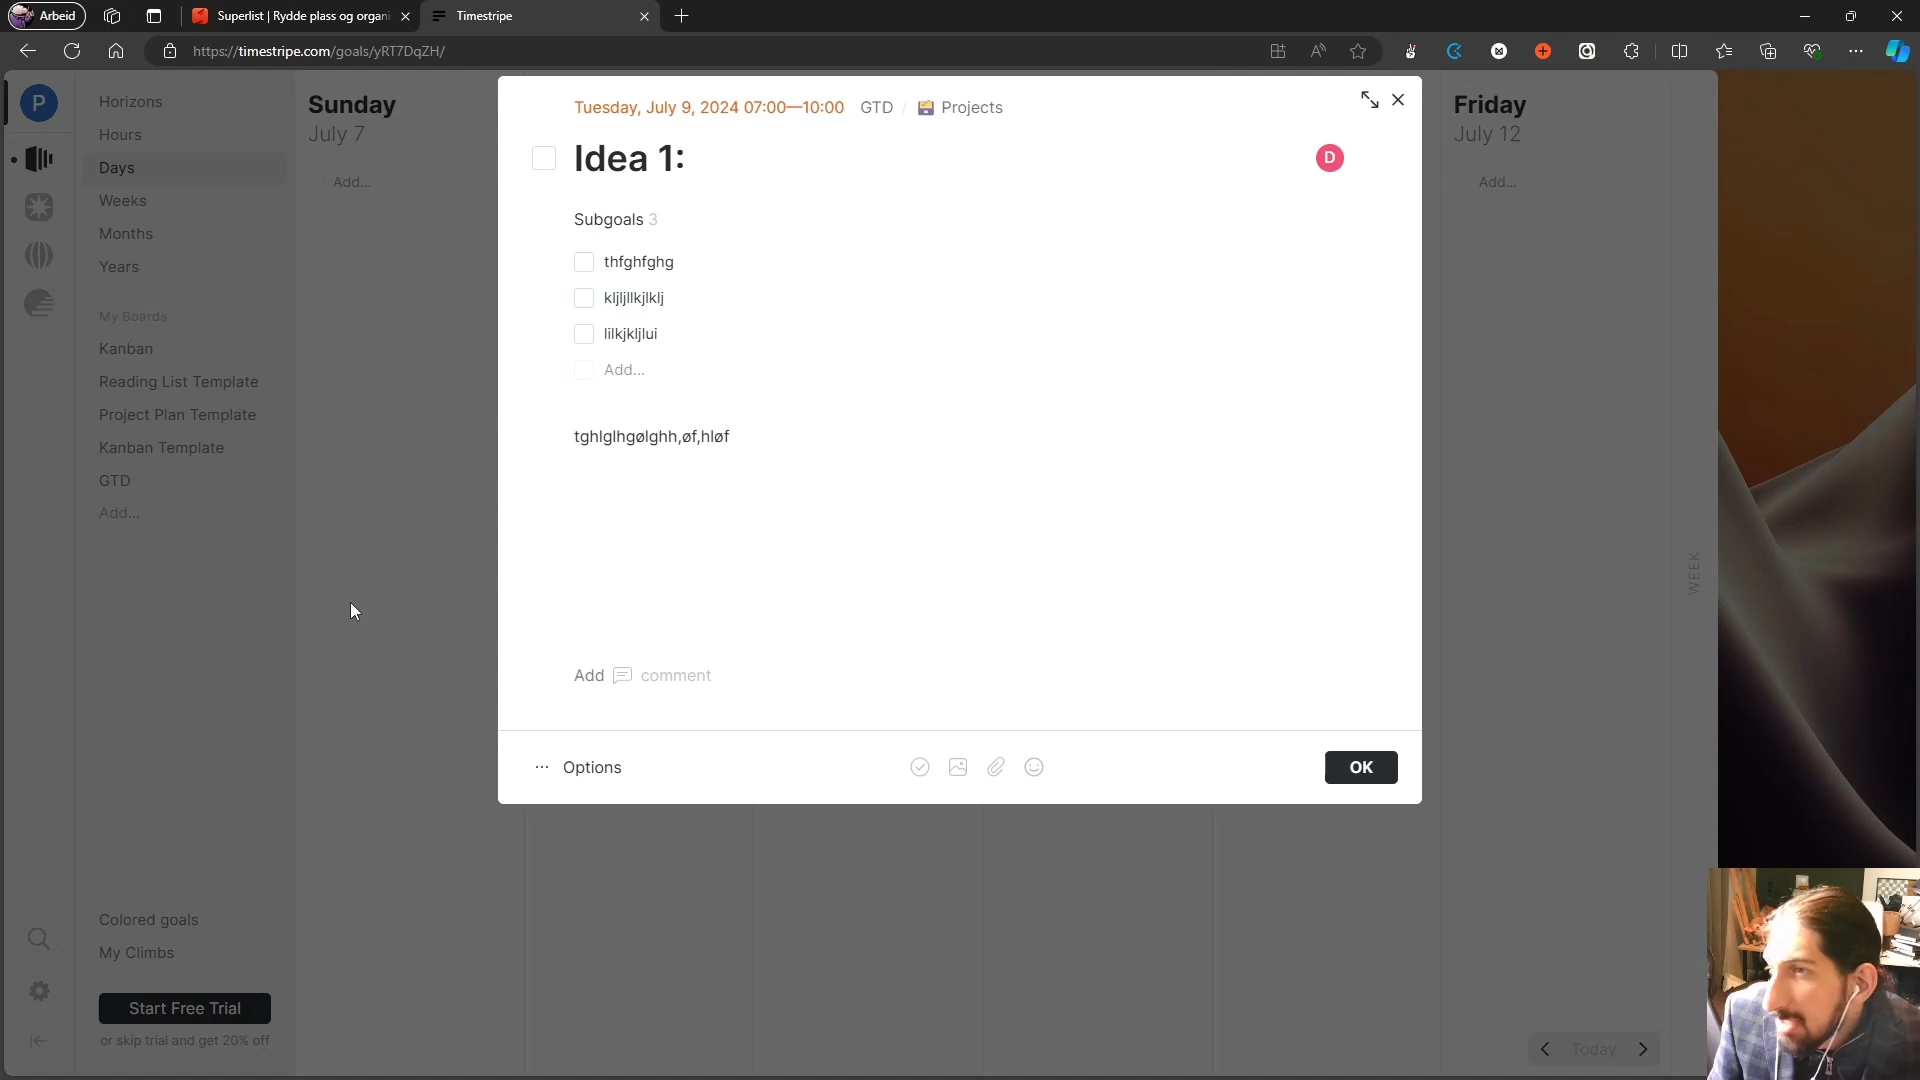 Arbeid
Superlist | Rydde plass og organi
Timestripe
https://timestripe.com/goals/yRT7DqZH/
P
Horizons
Hours
Days
Weeks
Months
Years
My Boards
Kanban
Reading List Template
Project Plan Template
Kanban Template
GTD
Add...
Colored goals
My Climbs
Start Free Trial
or skip trial and get 20% off
Sunday
July 7
Add...
Tuesday, July 9, 2024 07:00—10:00 GTD / Projects
Idea 1:
D
Subgoals 3
thfghfghg
kljljllkjlklj
lilkjkljlui
Add...
tghlglhgølghh,øf,hløf
Add comment
Options
OK
Friday
July 12
Add...
WEEK
Today